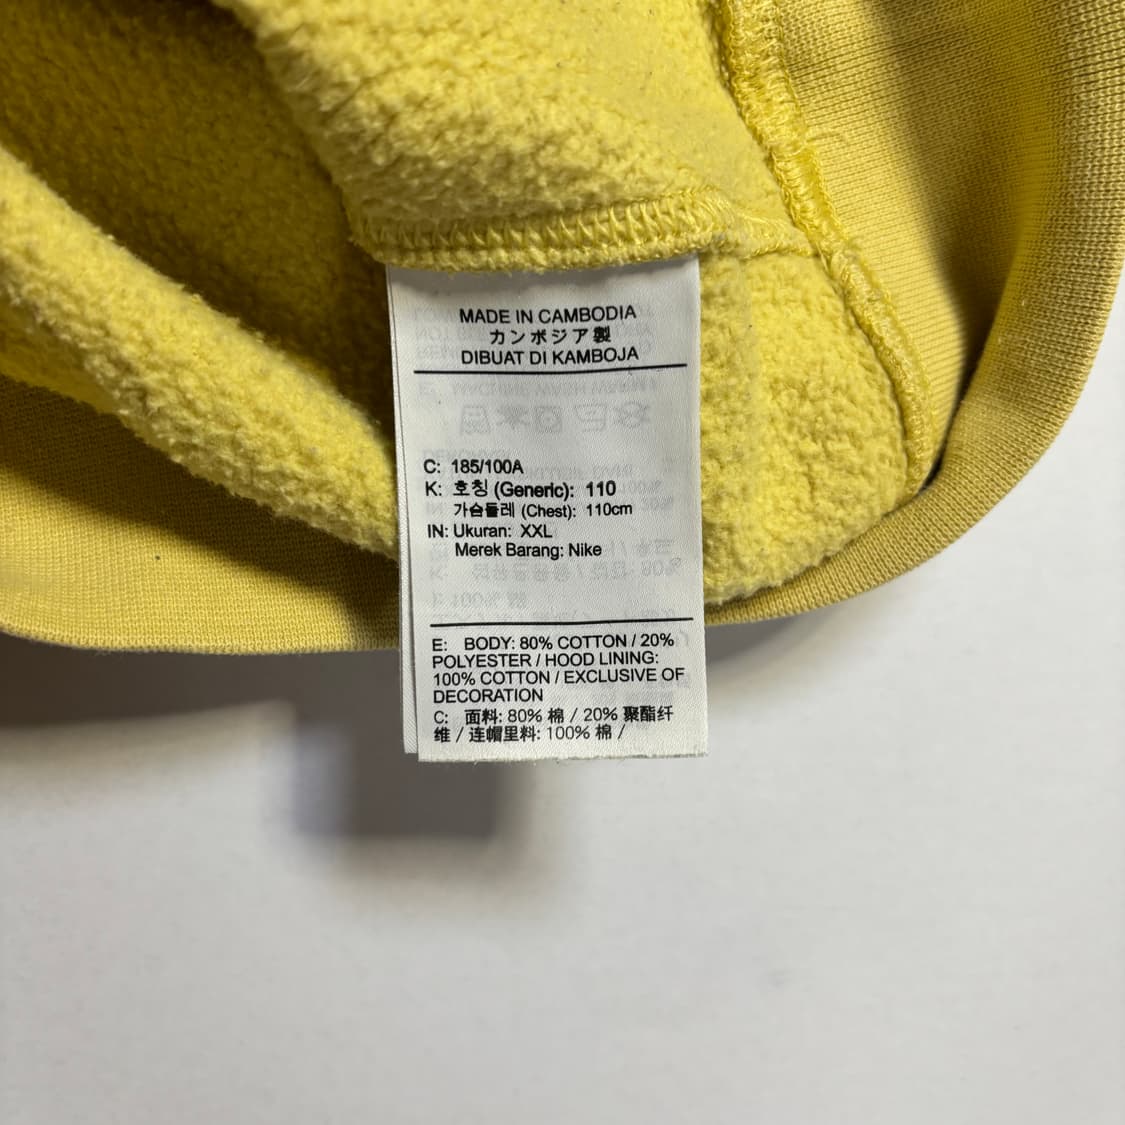 MADE IN CAMBODIA
カンボジア製
DIBUAT DI KAMBOJA
C: 185/100A
K: 호칭 (Generic): 110
가슴둘레 (Chest): 110cm
IN: Ukuran: XXL
Merek Barang: Nike
E: BODY: 80% COTTON / 20%
POLYESTER / HOOD LINING:
100% COTTON / EXCLUSIVE OF
DECORATION
C: 面料: 80% 棉 / 20% 聚酯纤
维 / 连帽里料: 100% 棉 /